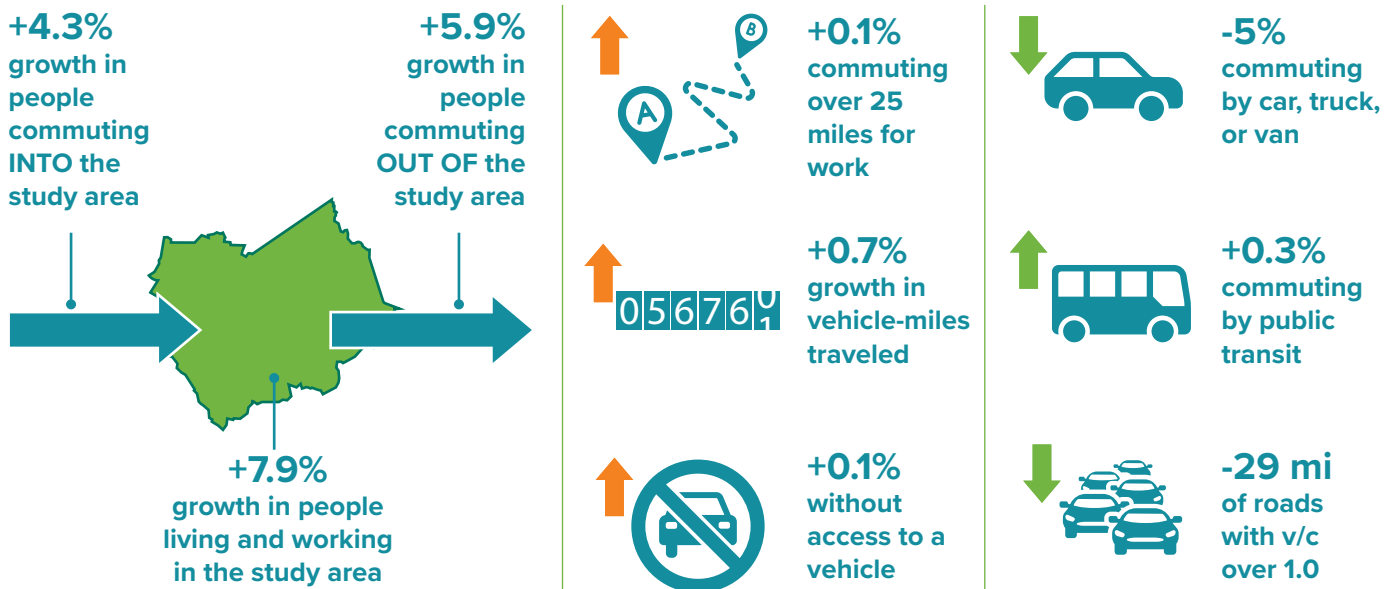 +4.3%
growth in
people
commuting
INTO the
study area
+5.9%
growth in
people
commuting
OUT OF the
study area
+7.9%
growth in people
living and working
in the study area
B
A
+0.1%
commuting
over 25
miles for
work
056760
1
+0.7%
growth in
vehicle-miles
traveled
+0.1%
without
access to a
vehicle
-5%
commuting
by car, truck,
or van
+0.3%
commuting
by public
transit
-29 mi
of roads
with v/c
over 1.0